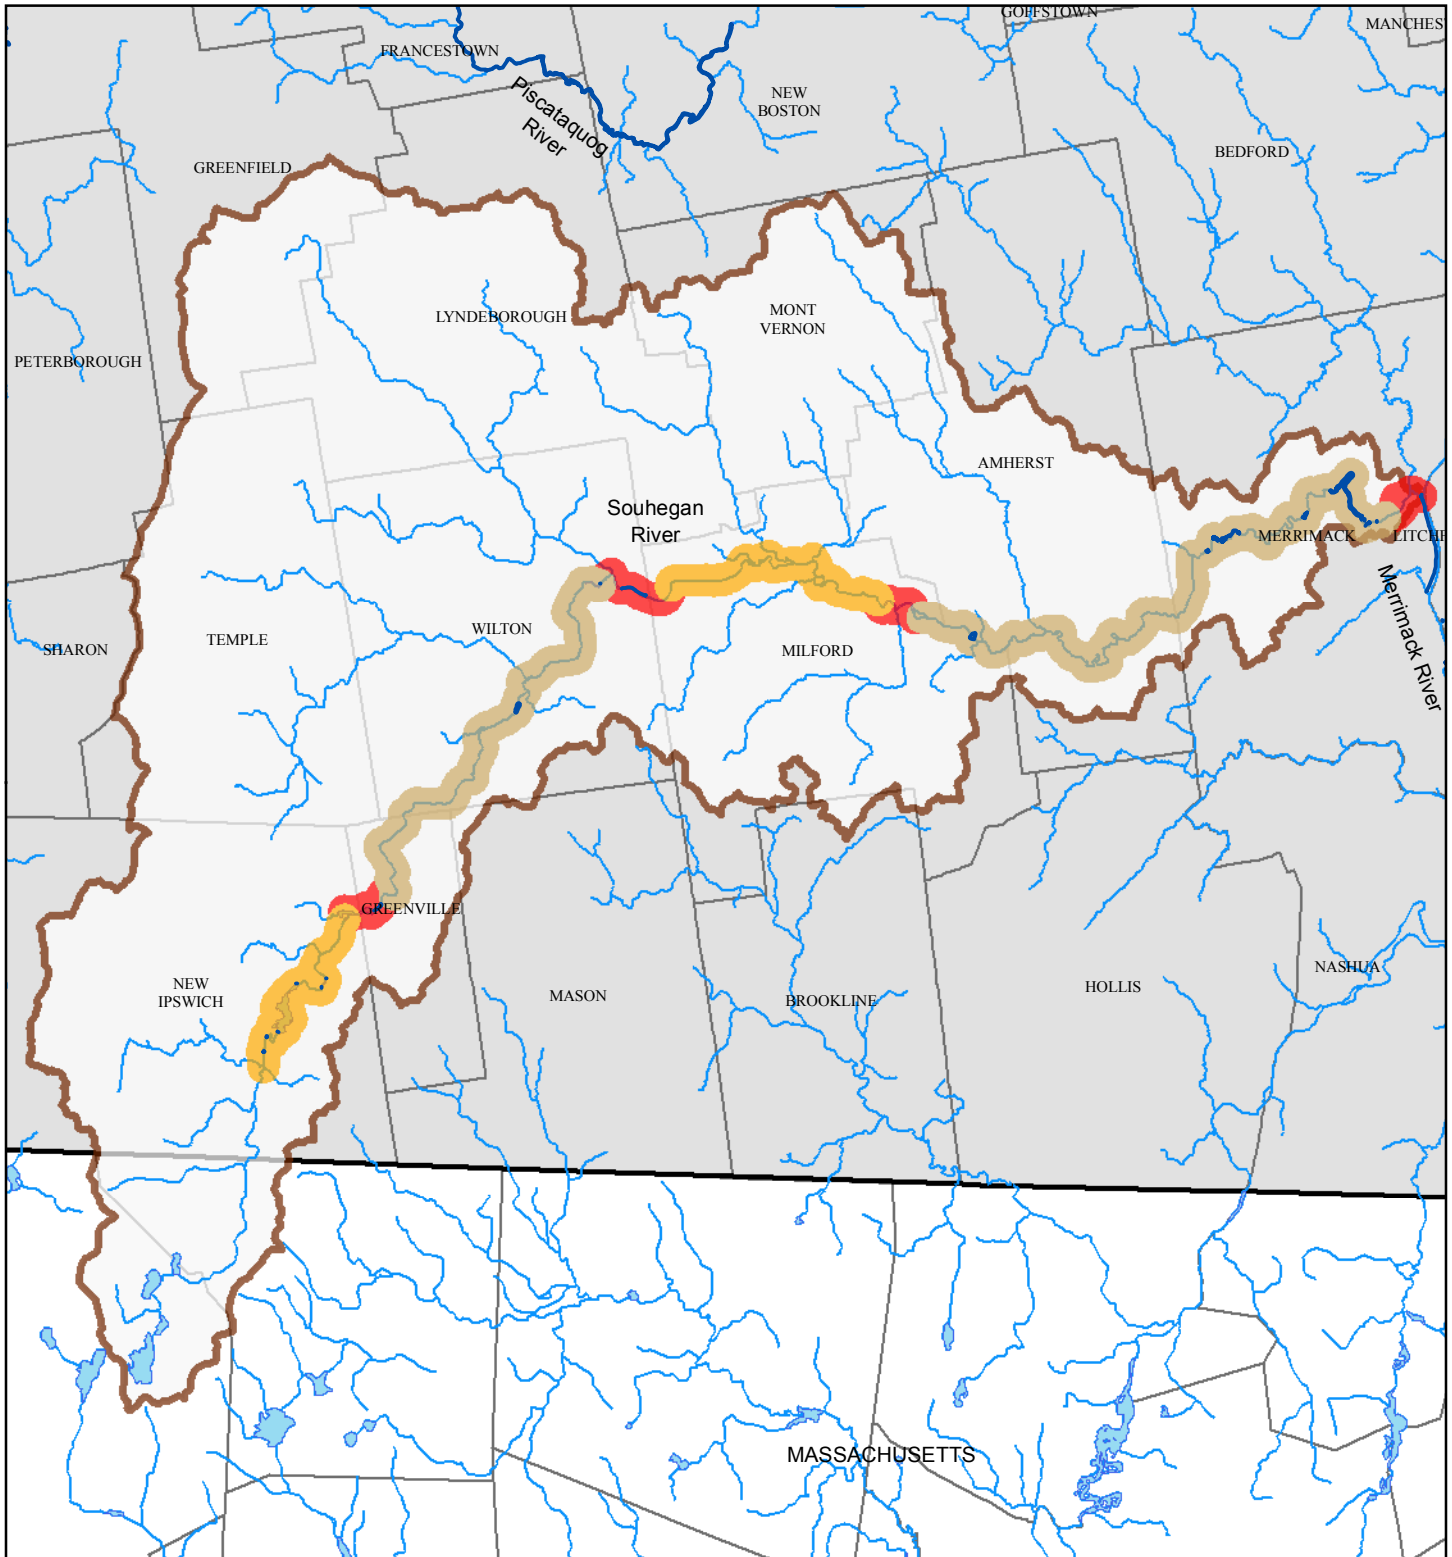 GOFFSTOWN
MANCHES
FRANCESTOWN
Piscataquog
River
NEW
BOSTON
BEDFORD
GREENFIELD
LYNDEBOROUGH
MONT
VERNON
PETERBOROUGH
AMHERST
Souhegan
River
MERRIMACK
LITCHF
Merrimack River
WILTON
TEMPLE
SHARON
MILFORD
GREENVILLE
NEW
IPSWICH
MASON
BROOKLINE
HOLLIS
NASHUA
MASSACHUSETTS